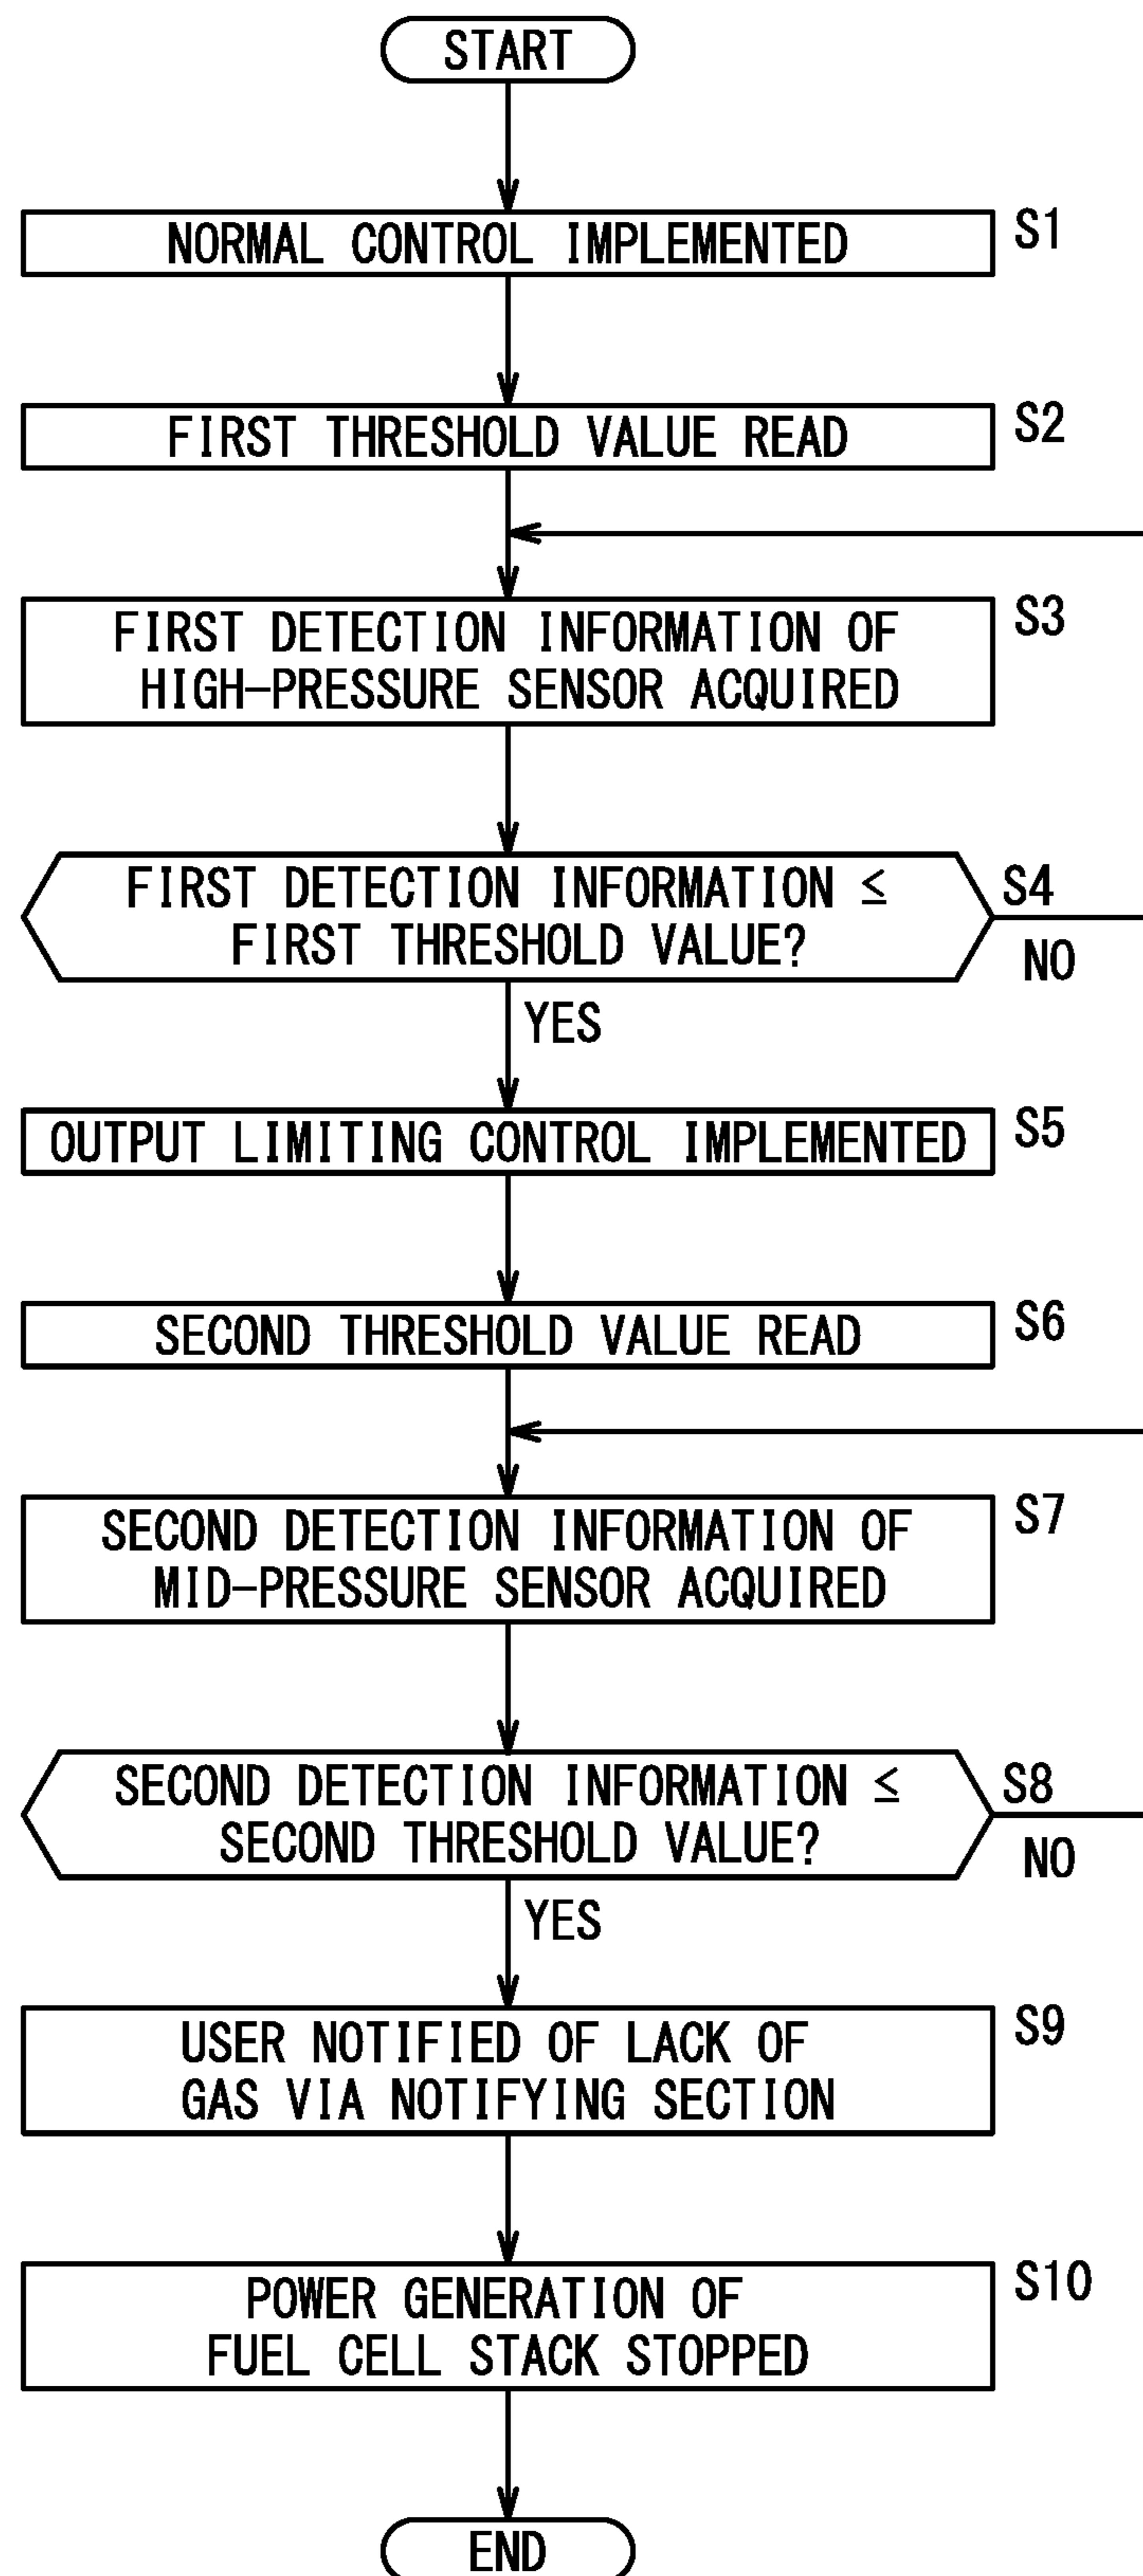 START
NORMAL CONTROL IMPLEMENTED
S1
FIRST THRESHOLD VALUE READ
S2
FIRST DETECTION INFORMATION OF
HIGH-PRESSURE SENSOR ACQUIRED
S3
FIRST DETECTION INFORMATION ≤
FIRST THRESHOLD VALUE?
S4
NO
YES
OUTPUT LIMITING CONTROL IMPLEMENTED
S5
SECOND THRESHOLD VALUE READ
S6
SECOND DETECTION INFORMATION OF
MID-PRESSURE SENSOR ACQUIRED
S7
SECOND DETECTION INFORMATION ≤
SECOND THRESHOLD VALUE?
S8
NO
YES
USER NOTIFIED OF LACK OF
GAS VIA NOTIFYING SECTION
S9
POWER GENERATION OF
FUEL CELL STACK STOPPED
S10
END